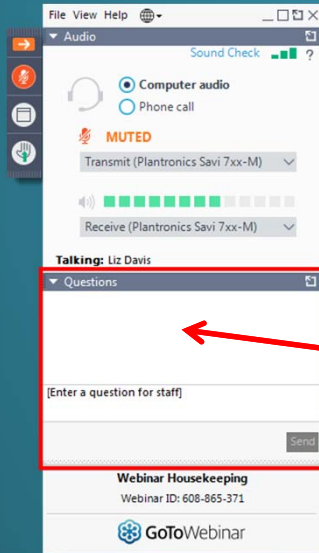 File View Help
Audio
Sound Check ?
Computer audio
Phone call
MUTED
Transmit (Plantronics Savi 7xx-M)
Receive (Plantronics Savi 7xx-M)
Talking: Liz Davis
Questions
[Enter a question for staff]
Send
Webinar Housekeeping
Webinar ID: 608-865-371
GoToWebinar